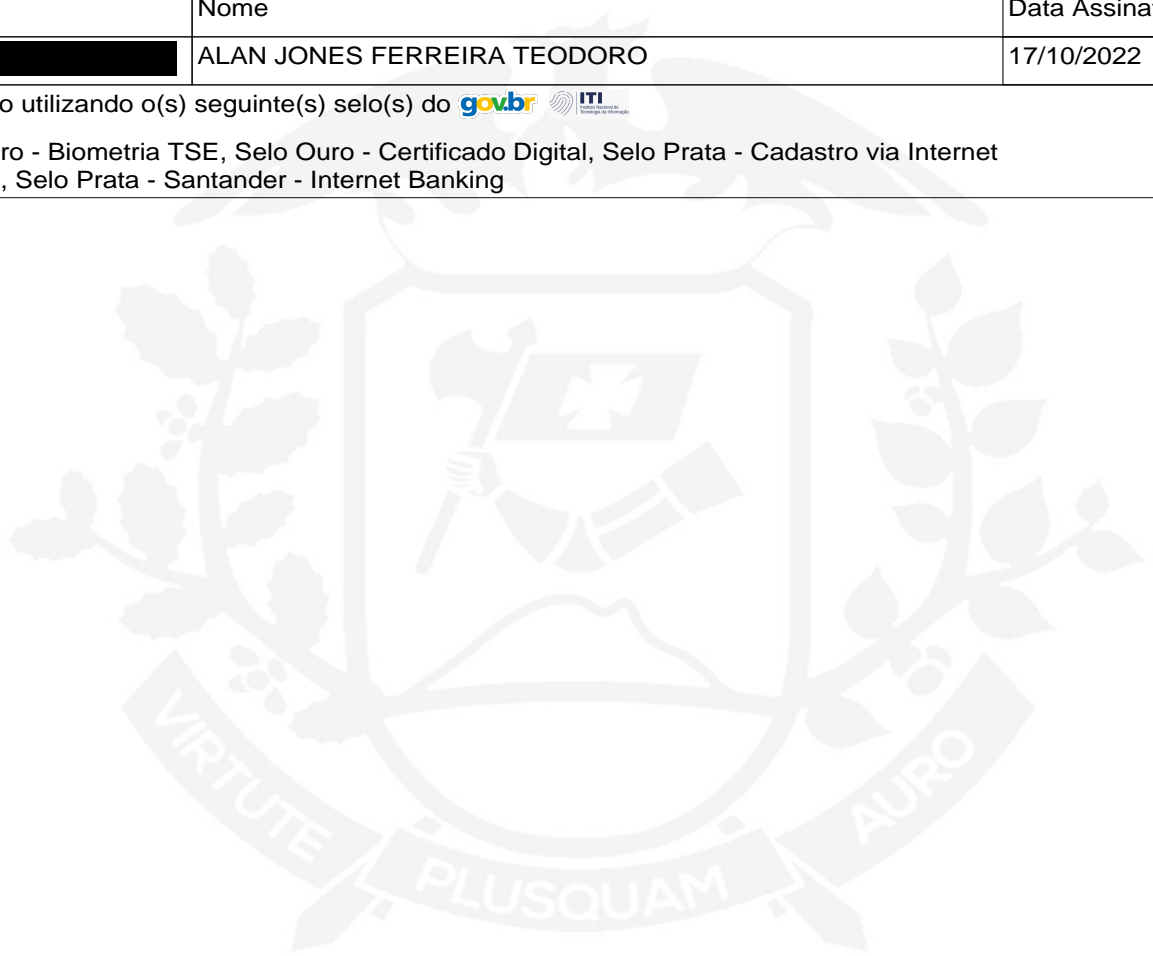 Nome Data Assina
ALAN JONES FERREIRA TEODORO 17/10/2022
o utilizando o(s) seguinte(s) selo(s) do gov.br ITI
ro - Biometria TSE, Selo Ouro - Certificado Digital, Selo Prata - Cadastro via Internet
, Selo Prata - Santander - Internet Banking
VIRTUTE PLUSQUAM AURO